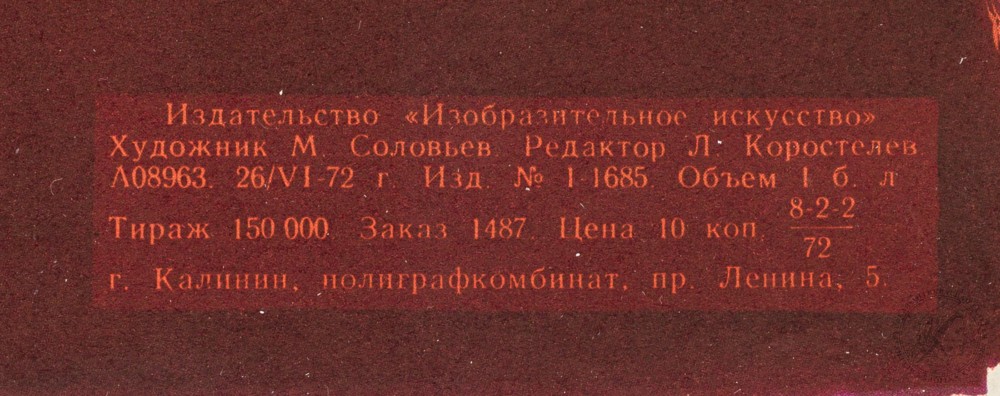 Издательство «Изобразительное искусство»
Художник М. Соловьев. Редактор Л. Коростелев.
А08963. 26/VI-72 г. Изд. № 1-1685. Объем 1 б. л.
Тираж 150 000. Заказ 1487. Цена 10 коп. 8-2-2
72
г. Калинин, полиграфкомбинат, пр. Ленина, 5.